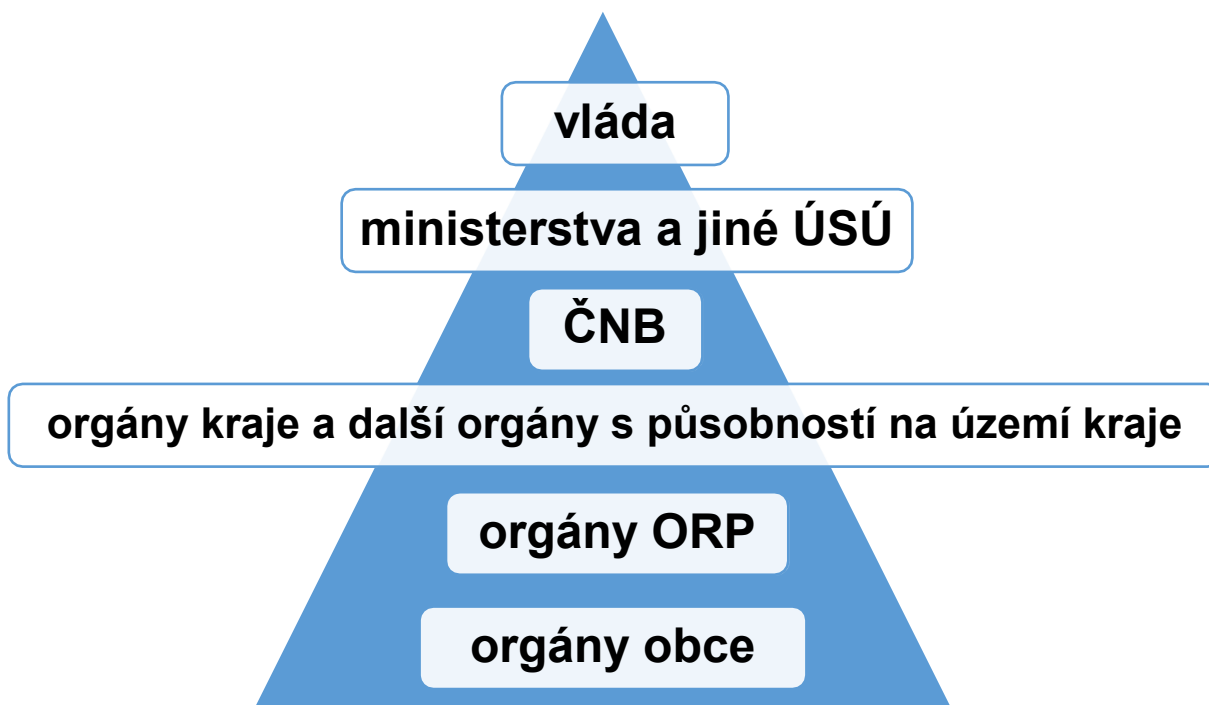 vláda
ministerstva a jiné ÚSÚ
ČNB
orgány kraje a další orgány s působností na území kraje
orgány ORP
orgány obce